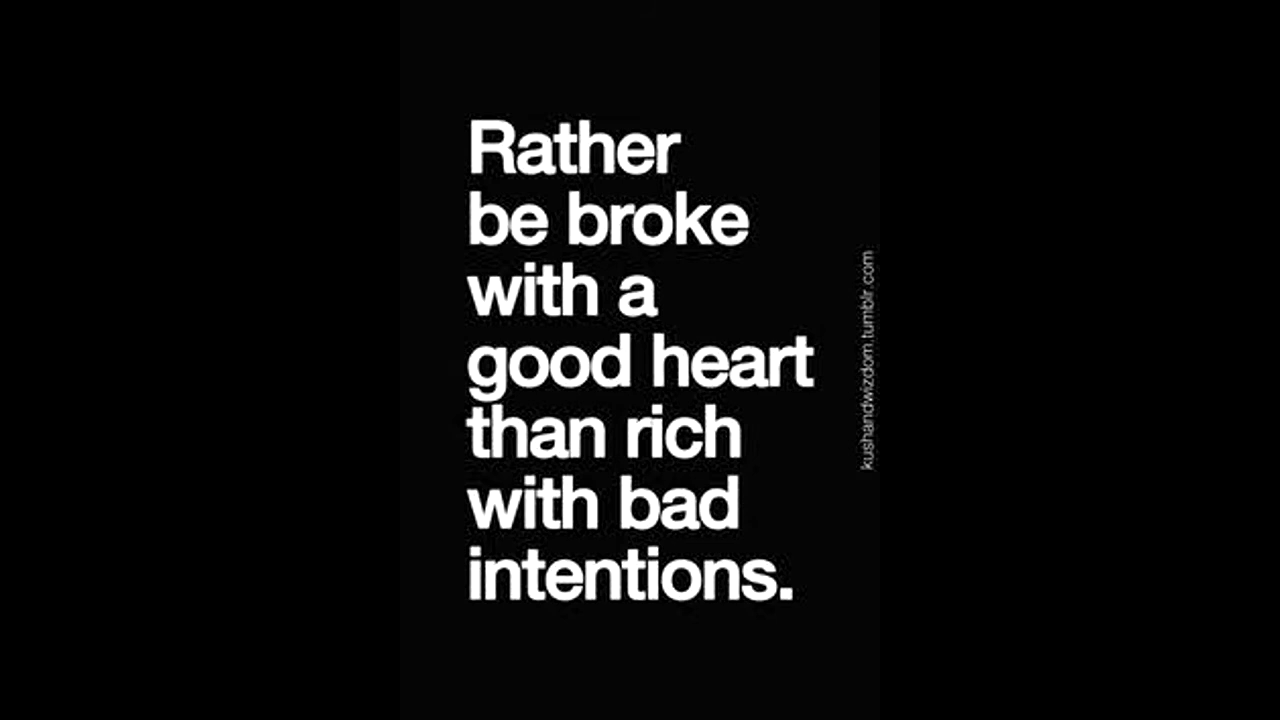 Rather
be broke
with a
good heart
than rich
with bad
intentions.
kushandwizdom.tumblr.com